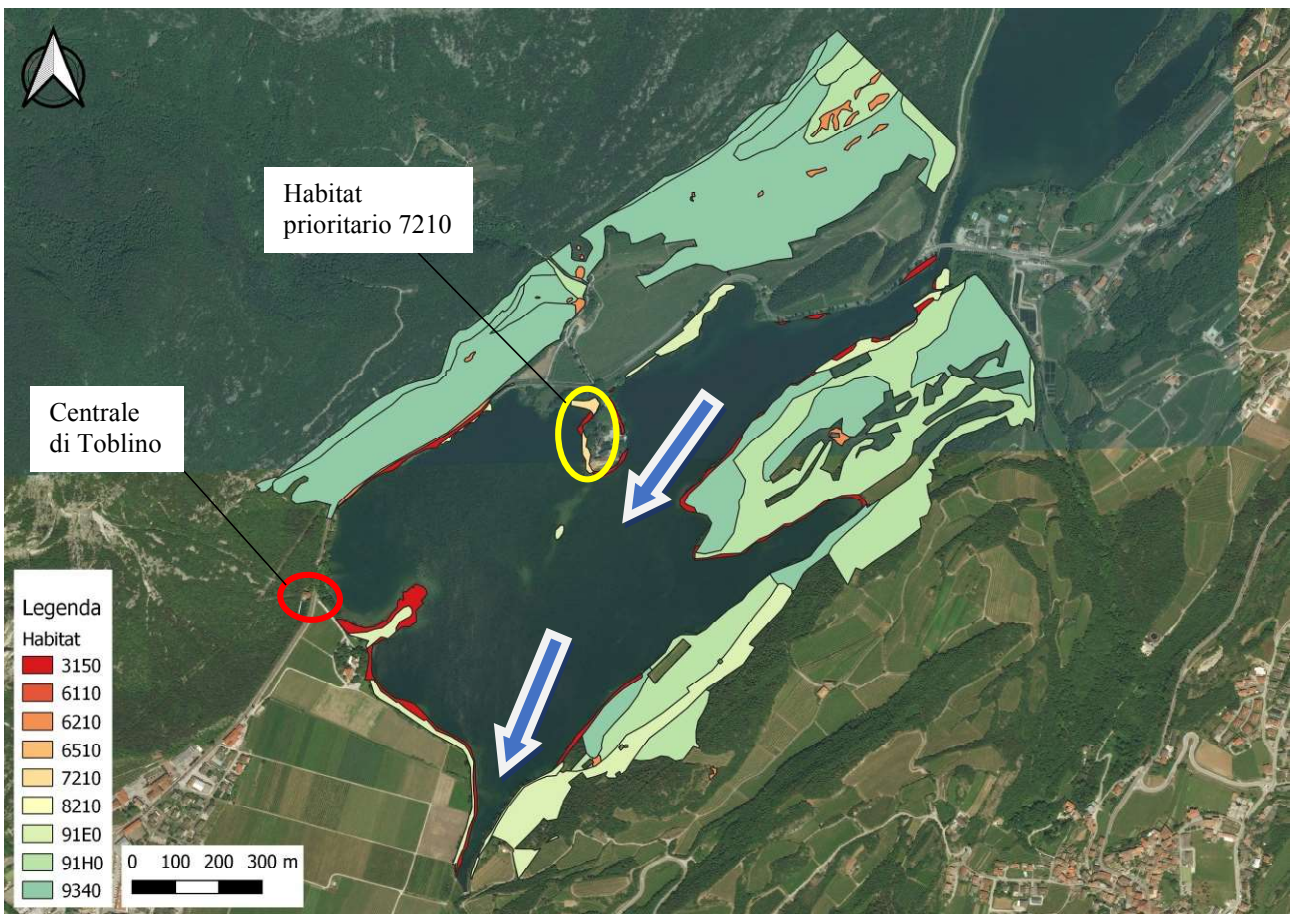 Habitat
prioritario 7210
Centrale
di Toblino
Legenda
Habitat
3150
6110
6210
6510
7210
8210
91E0
91H0
9340
0 100 200 300 m